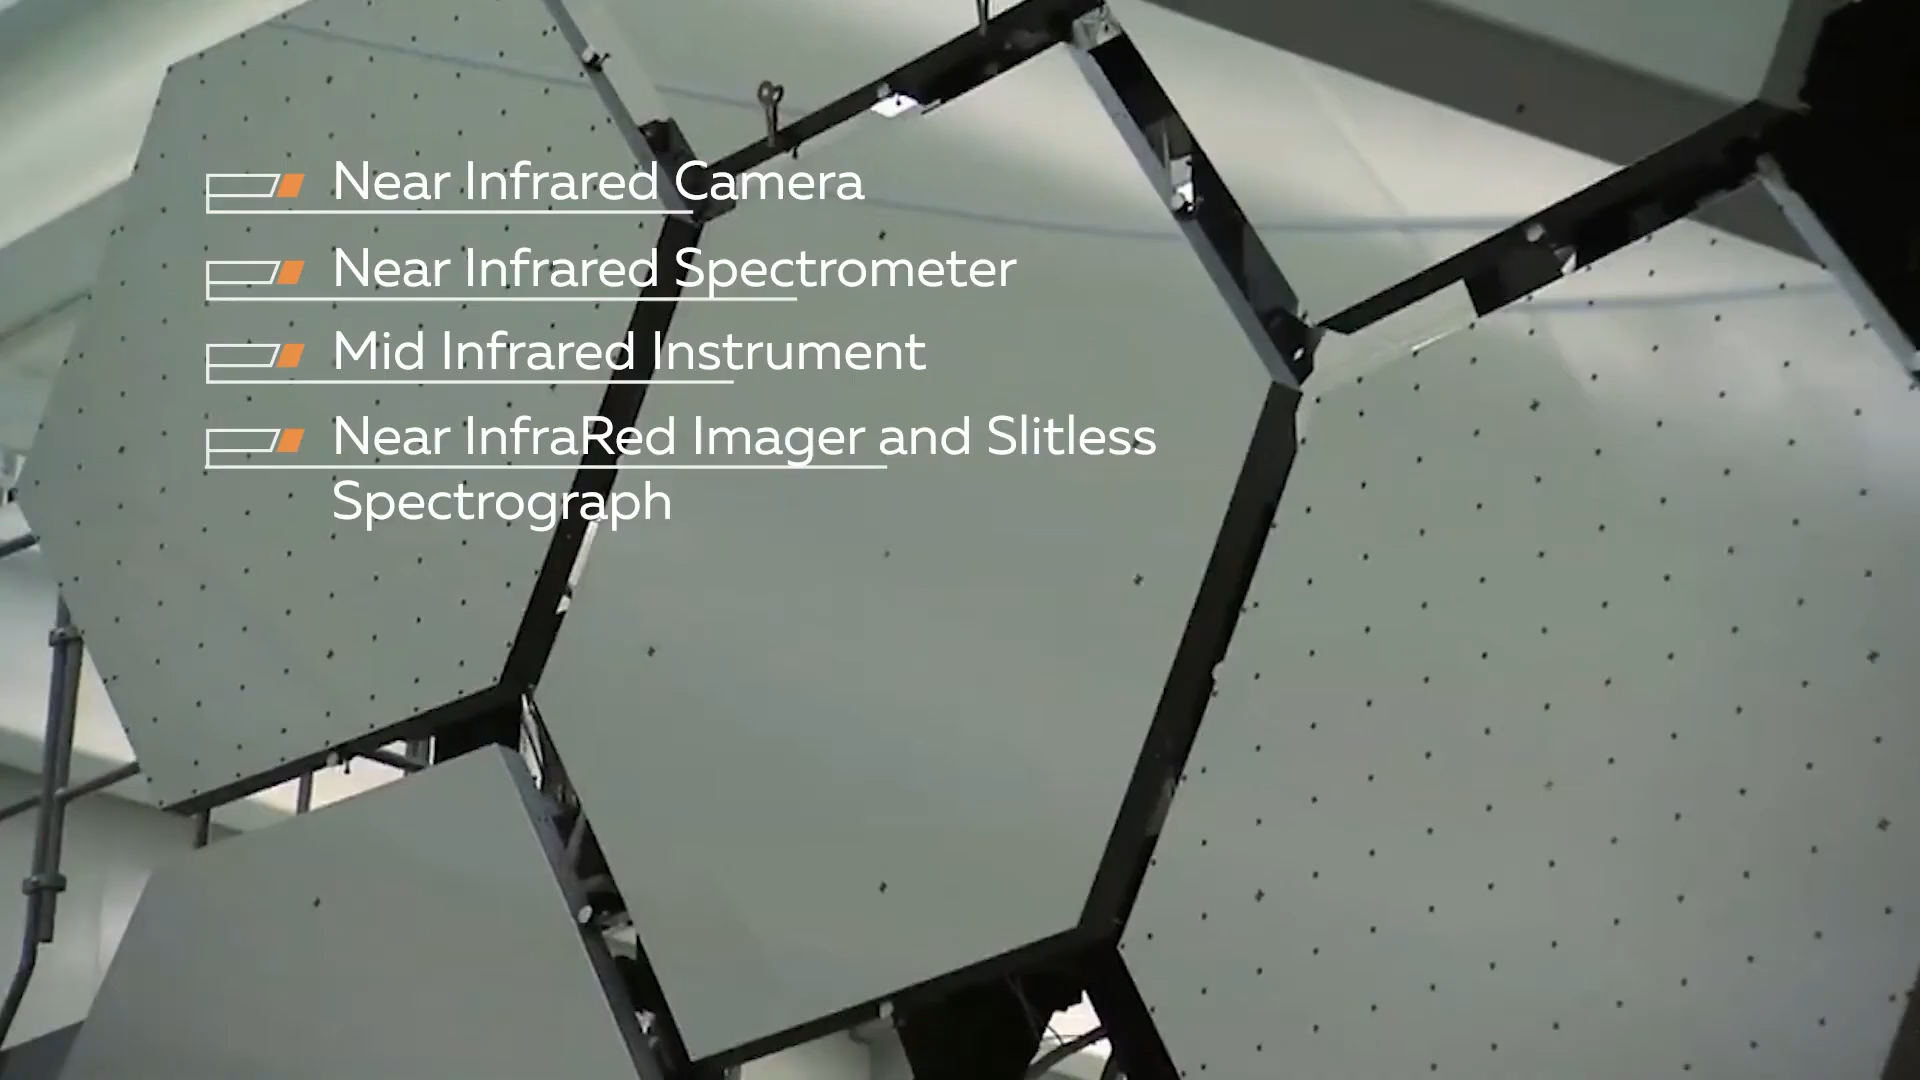 Near Infrared Camera
Near Infrared Spectrometer
Mid Infrared Instrument
Near InfraRed Imager and Slitless
Spectrograph